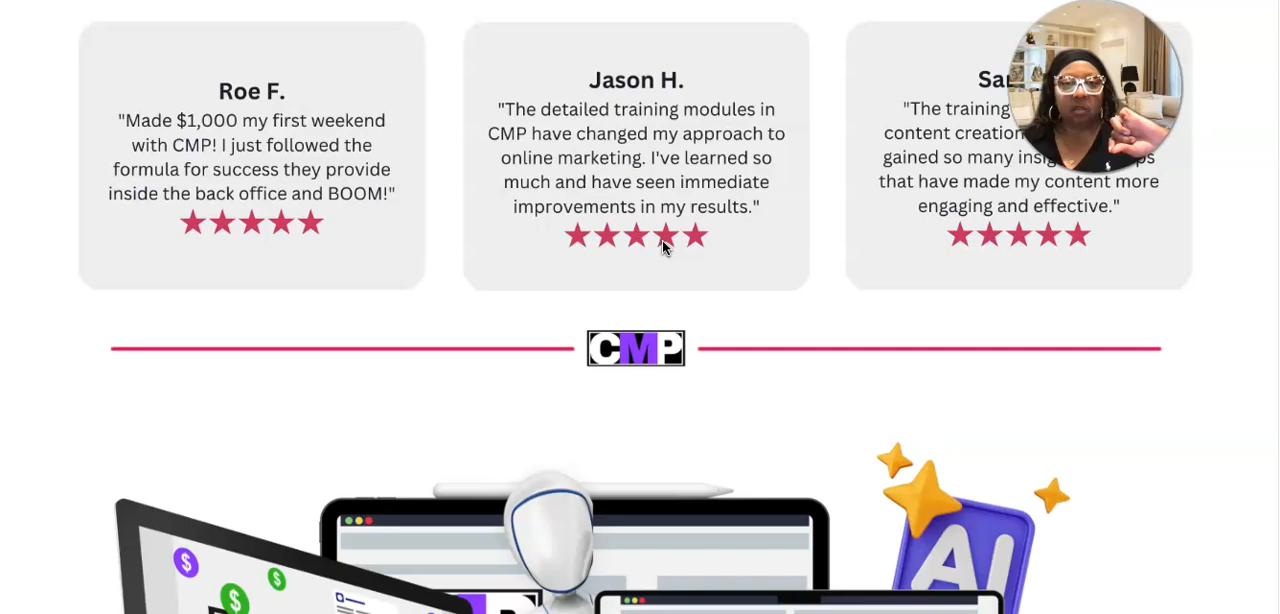 Roe F.
"Made $1,000 my first weekend
with CMP! I just followed the
formula for success they provide
inside the back office and BOOM!"
Jason H.
"The detailed training modules in
CMP have changed my approach to
online marketing. I've learned so
much and have seen immediate
improvements in my results."
"The training
content creation
gained so many
that have made my content more
engaging and effective."
CMP
AI